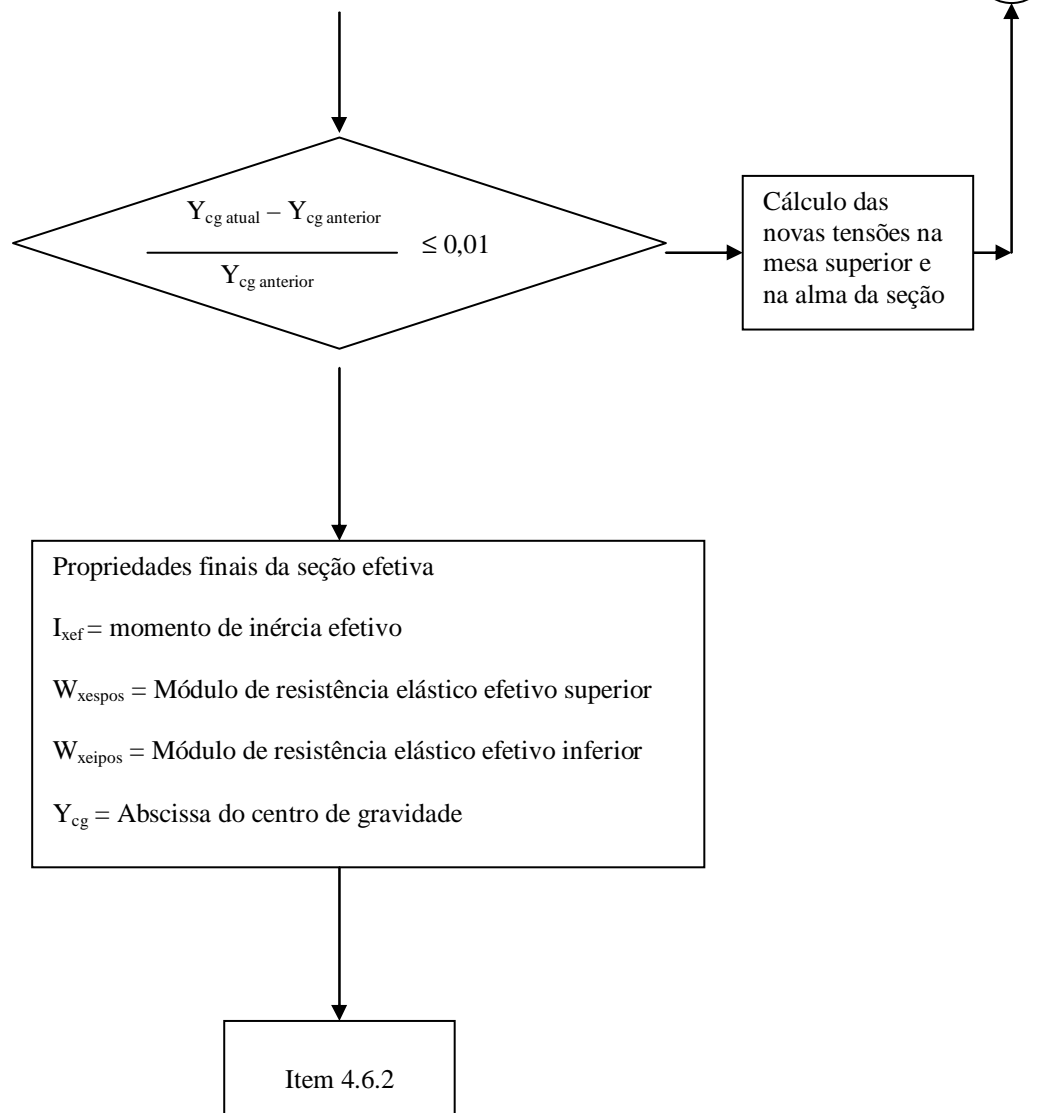 Y_cg atual – Y_cg anterior
≤ 0,01
Y_cg anterior
Cálculo das
novas tensões na
mesa superior e
na alma da seção
Propriedades finais da seção efetiva
I_xef = momento de inércia efetivo
W_xespos = Módulo de resistência elástico efetivo superior
W_xeipos = Módulo de resistência elástico efetivo inferior
Y_cg = Abscissa do centro de gravidade
Item 4.6.2